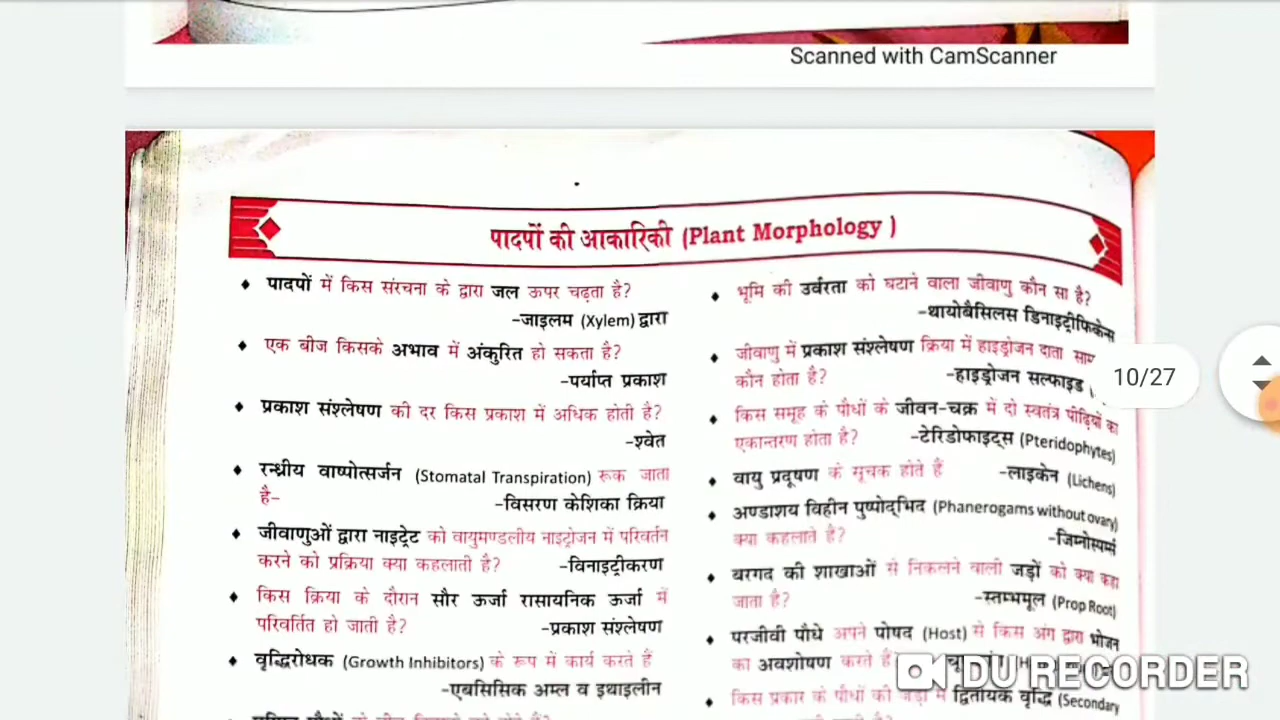 Scanned with CamScanner
पादपों की आकारिकी (Plant Morphology )
♦ पादपों में किस संरचना के द्वारा जल ऊपर चढ़ता है?
-जाइलम (Xylem) द्वारा
♦ एक बीज किसके अभाव में अंकुरित हो सकता है?
-पर्याप्त प्रकाश
♦ प्रकाश संश्लेषण की दर किस प्रकाश में अधिक होती है?
-श्वेत
♦ रन्ध्रीय वाष्पोत्सर्जन (Stomatal Transpiration) रूक जाता
है- -विसरण केशिका क्रिया
♦ जीवाणुओं द्वारा नाइट्रेट को वायुमण्डलीय नाइट्रोजन में परिवर्तन
करने को प्रक्रिया क्या कहलाती है? -विनाइट्रीकरण
♦ किस क्रिया के दौरान सौर ऊर्जा रासायनिक ऊर्जा में
परिवर्तित हो जाती है? -प्रकाश संश्लेषण
♦ वृद्धिरोधक (Growth Inhibitors) के रूप में कार्य करते हैं
-एबसिसिक अम्ल व इथाइलीन
♦ भूमि की उर्वरता को घटाने वाला जीवाणु कौन सा है?
-थायोबैसिलस डिनाइट्रीफिकेन्स
♦ जीवाणु में प्रकाश संश्लेषण क्रिया में हाइड्रोजन दाता
कौन होता है? -हाइड्रोजन सल्फाइड
♦ किस समूह के पौधों के जीवन-चक्र में दो स्वतंत्र पीढ़ियों का
एकान्तरण होता है? -टेरिडोफाइट्स (Pteridophytes)
♦ वायु प्रदूषण के सूचक होते हैं -लाइकेन (Lichens)
♦ अण्डाशय विहीन पुष्पोद्भिद (Phanerogams without ovary)
क्या कहलाते है? -जिम्नोस्पर्म
♦ बरगद की शाखाओं से निकलने वाली जड़ों को क्या कहा
जाता है? -स्तम्भमूल (Prop Root)
♦ परजीवी पौधे अपने पोषद (Host) से किस अंग द्वारा भोजन
का अवशोषण करते हैं
♦ किस प्रकार के पौधों की जड़ों में द्वितीयक वृद्धि (Secondary
10/27
DU RECORDER